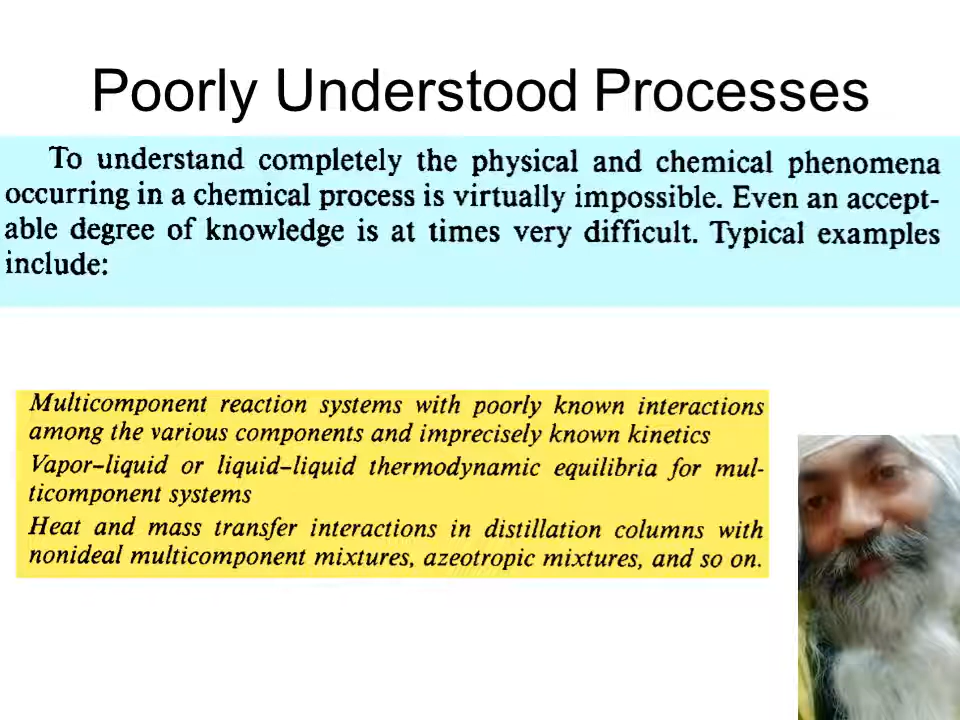 Poorly Understood Processes
To understand completely the physical and chemical phenomena
occurring in a chemical process is virtually impossible. Even an accept-
able degree of knowledge is at times very difficult. Typical examples
include:
Multicomponent reaction systems with poorly known interactions
among the various components and imprecisely known kinetics
Vapor–liquid or liquid–liquid thermodynamic equilibria for mul-
ticomponent systems
Heat and mass transfer interactions in distillation columns with
nonideal multicomponent mixtures, azeotropic mixtures, and so on.